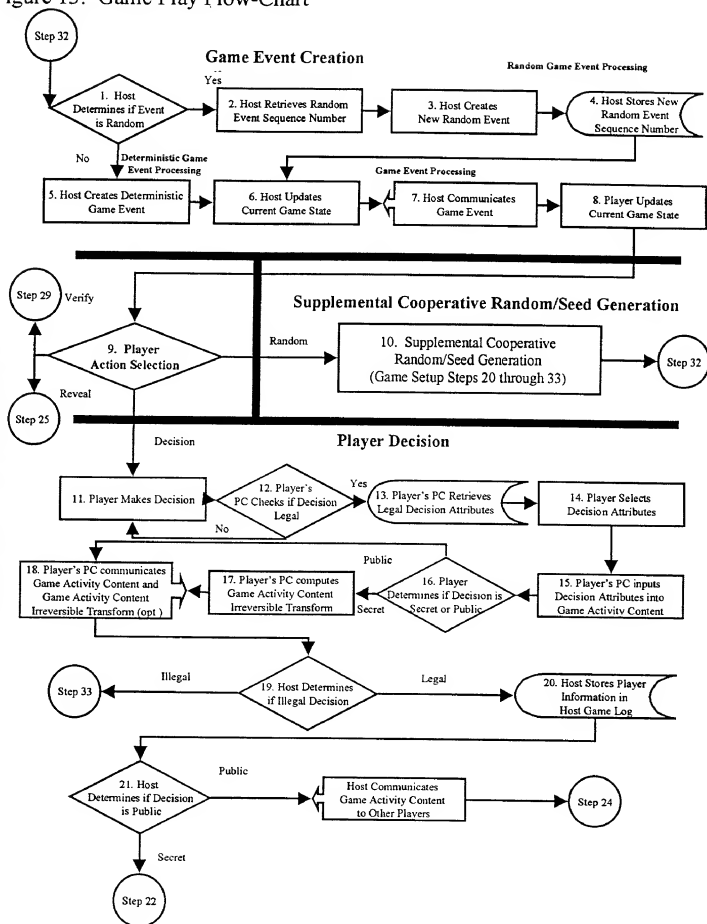 igure 13: Game Play Flow-Chart
Step 32
Game Event Creation
Random Game Event Processing
Yes
1. Host
Determines if Event
is Random
2. Host Retrieves Random
Event Sequence Number
3. Host Creates
New Random Event
4. Host Stores New
Random Event
Sequence Number
No
Deterministic Game
Event Processing
Game Event Processing
5. Host Creates Deterministic
Game Event
6. Host Updates
Current Game State
7. Host Communicates
Game Event
8. Player Updates
Current Game State
Step 29
Verify
Supplemental Cooperative Random/Seed Generation
9. Player
Action Selection
Random
10. Supplemental Cooperative
Random/Seed Generation
(Game Setup Steps 20 through 33)
Step 32
Reveal
Step 25
Decision
Player Decision
11. Player Makes Decision
12. Player's
PC Checks if Decision
Legal
Yes
No
13. Player's PC Retrieves
Legal Decision Attributes
14. Player Selects
Decision Attributes
18. Player's PC communicates
Game Activity Content and
Game Activity Content
Irreversible Transform (opt )
17. Player's PC computes
Game Activity Content
Irreversible Transform
Public
Secret
16. Player
Determines if Decision is
Secret or Public
15. Player's PC inputs
Decision Attributes into
Game Activity Content
Step 33
Illegal
19. Host Determines
if Illegal Decision
Legal
20. Host Stores Player
Information in
Host Game Log
21. Host
Determines if Decision
is Public
Public
Host Communicates
Game Activity Content
to Other Players
Step 24
Secret
Step 22